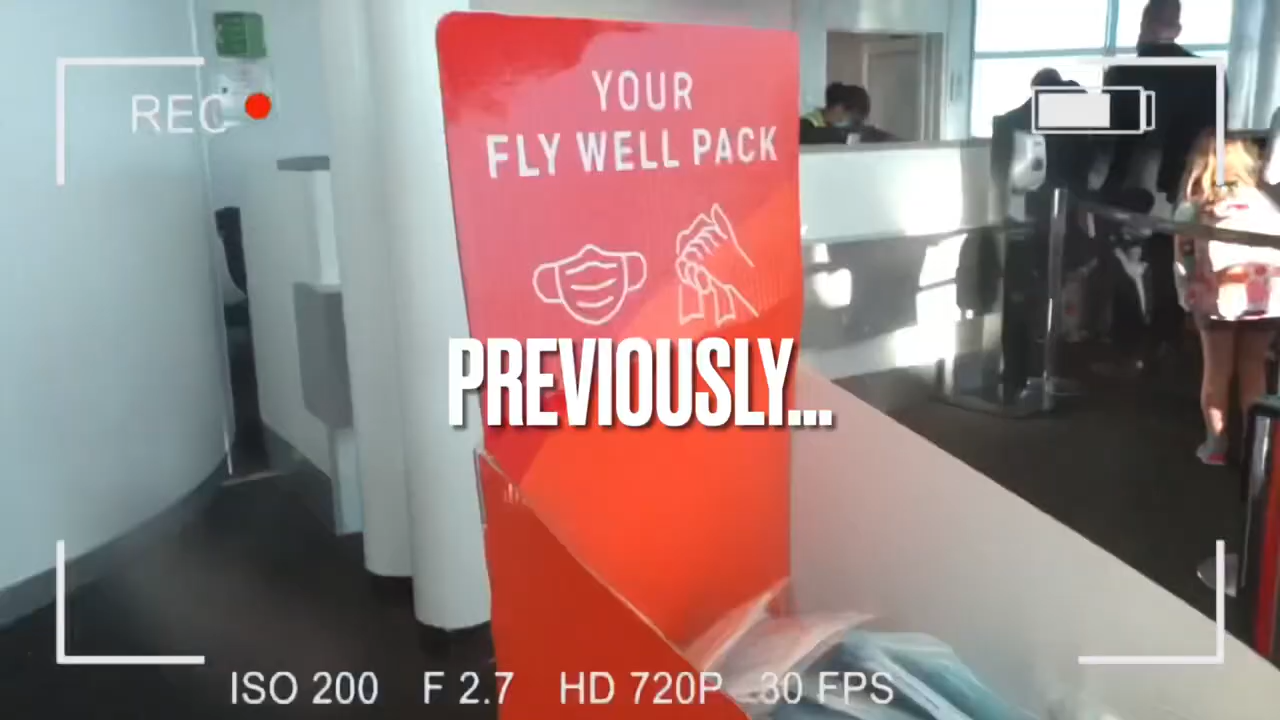 REC
YOUR
FLY WELL PACK
PREVIOUSLY...
ISO 200 F 2.7 HD 720P 30 FPS